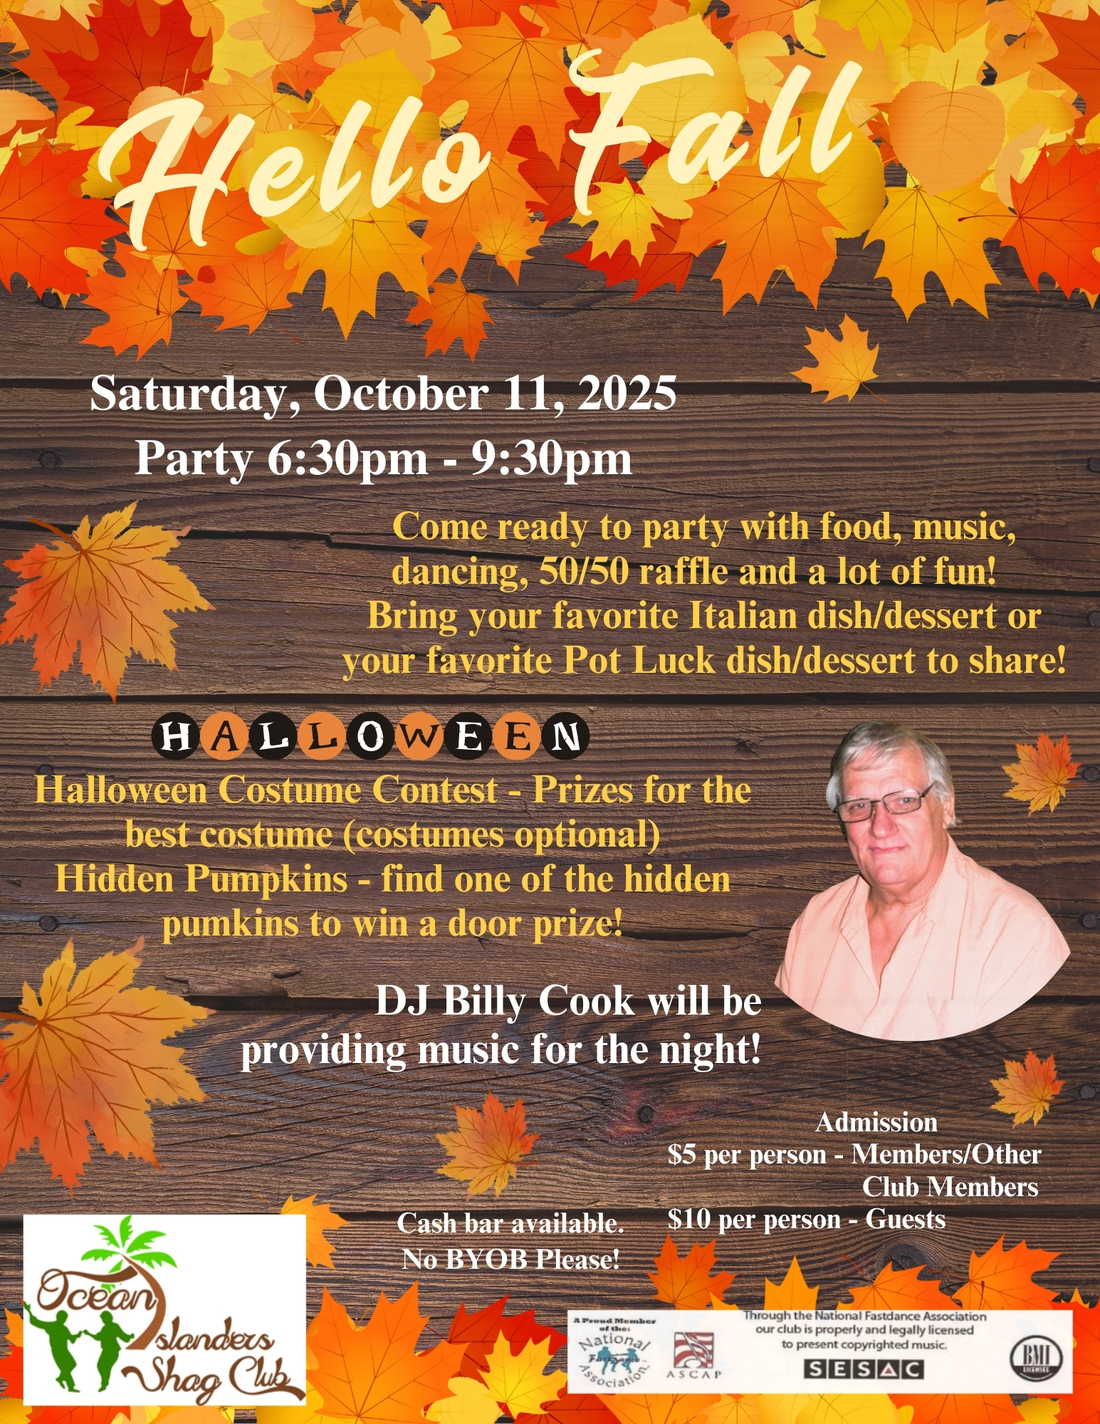 Hello Fall
Saturday, October 11, 2025
Party 6:30pm - 9:30pm
Come ready to party with food, music,
dancing, 50/50 raffle and a lot of fun!
Bring your favorite Italian dish/dessert or
your favorite Pot Luck dish/dessert to share!
HALLOWEEN
Halloween Costume Contest - Prizes for the
best costume (costumes optional)
Hidden Pumpkins - find one of the hidden
pumkins to win a door prize!
DJ Billy Cook will be
providing music for the night!
Admission
$5 per person - Members/Other
Club Members
$10 per person - Guests
Cash bar available.
No BYOB Please!
Ocean
Islanders
Shag Club
A Proud Member
of the:
National
Fastdance
Association
ASCAP
Through the National Fastdance Association
our club is properly and legally licensed
to present copyrighted music.
SESAC
BMI
LICENSEE